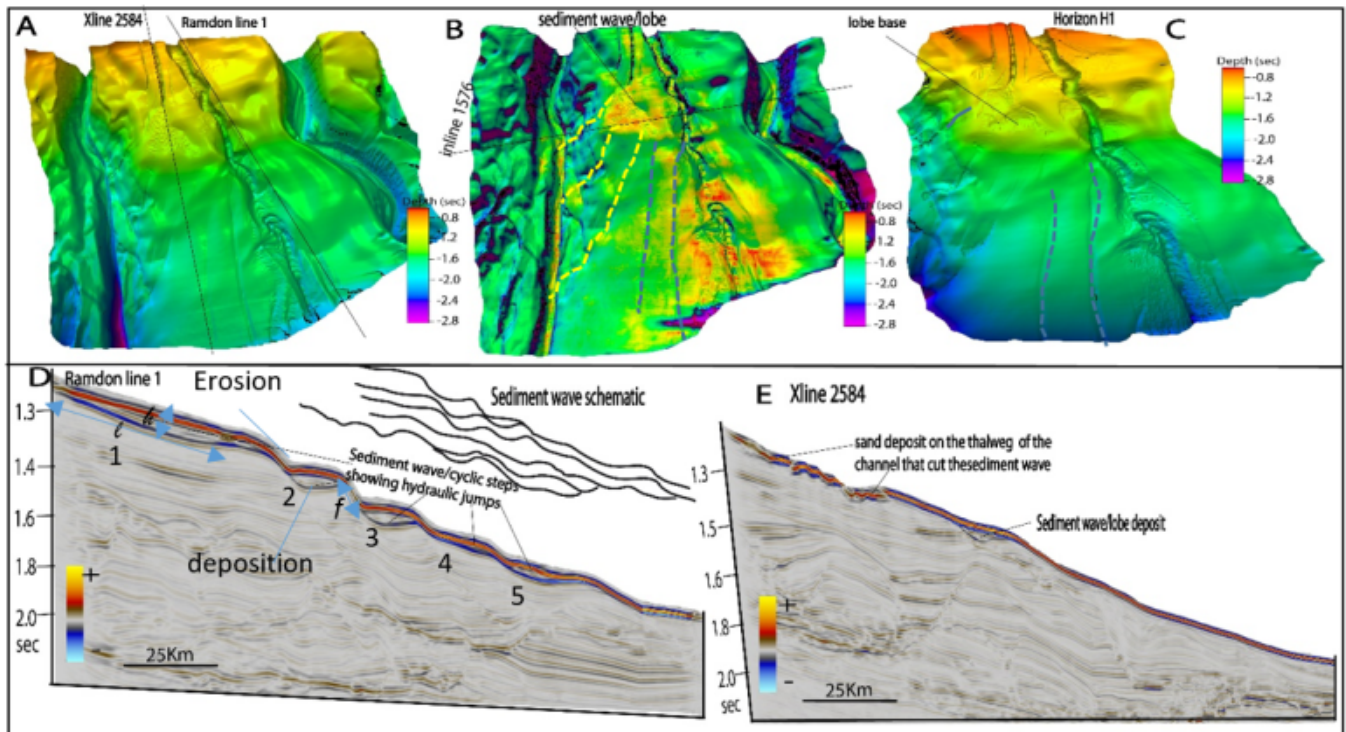 A
Xline 2584
Ramdon line 1
Depth (sec)
-0.8
-1.2
-1.6
-2.0
-2.4
-2.8
B
sediment wave/lobe
inline 1576
Depth (sec)
-0.8
-1.2
-1.6
-2.0
-2.4
-2.8
lobe base
Horizon H1
C
Depth (sec)
-0.8
-1.2
-1.6
-2.0
-2.4
-2.8
D
Ramdon line 1
Erosion
Sediment wave schematic
1.3
1.4
1.6
1.8
2.0
sec
h
l
1
2
f
3
4
5
Sediment wave/cyclic steps
showing hydraulic jumps
deposition
+
25Km
E
Xline 2584
sand deposit on the thalweg of the
channel that cut thesediment wave
Sediment wave/lobe deposit
1.3
1.5
1.6
1.8
2.0
sec
+
-
25Km